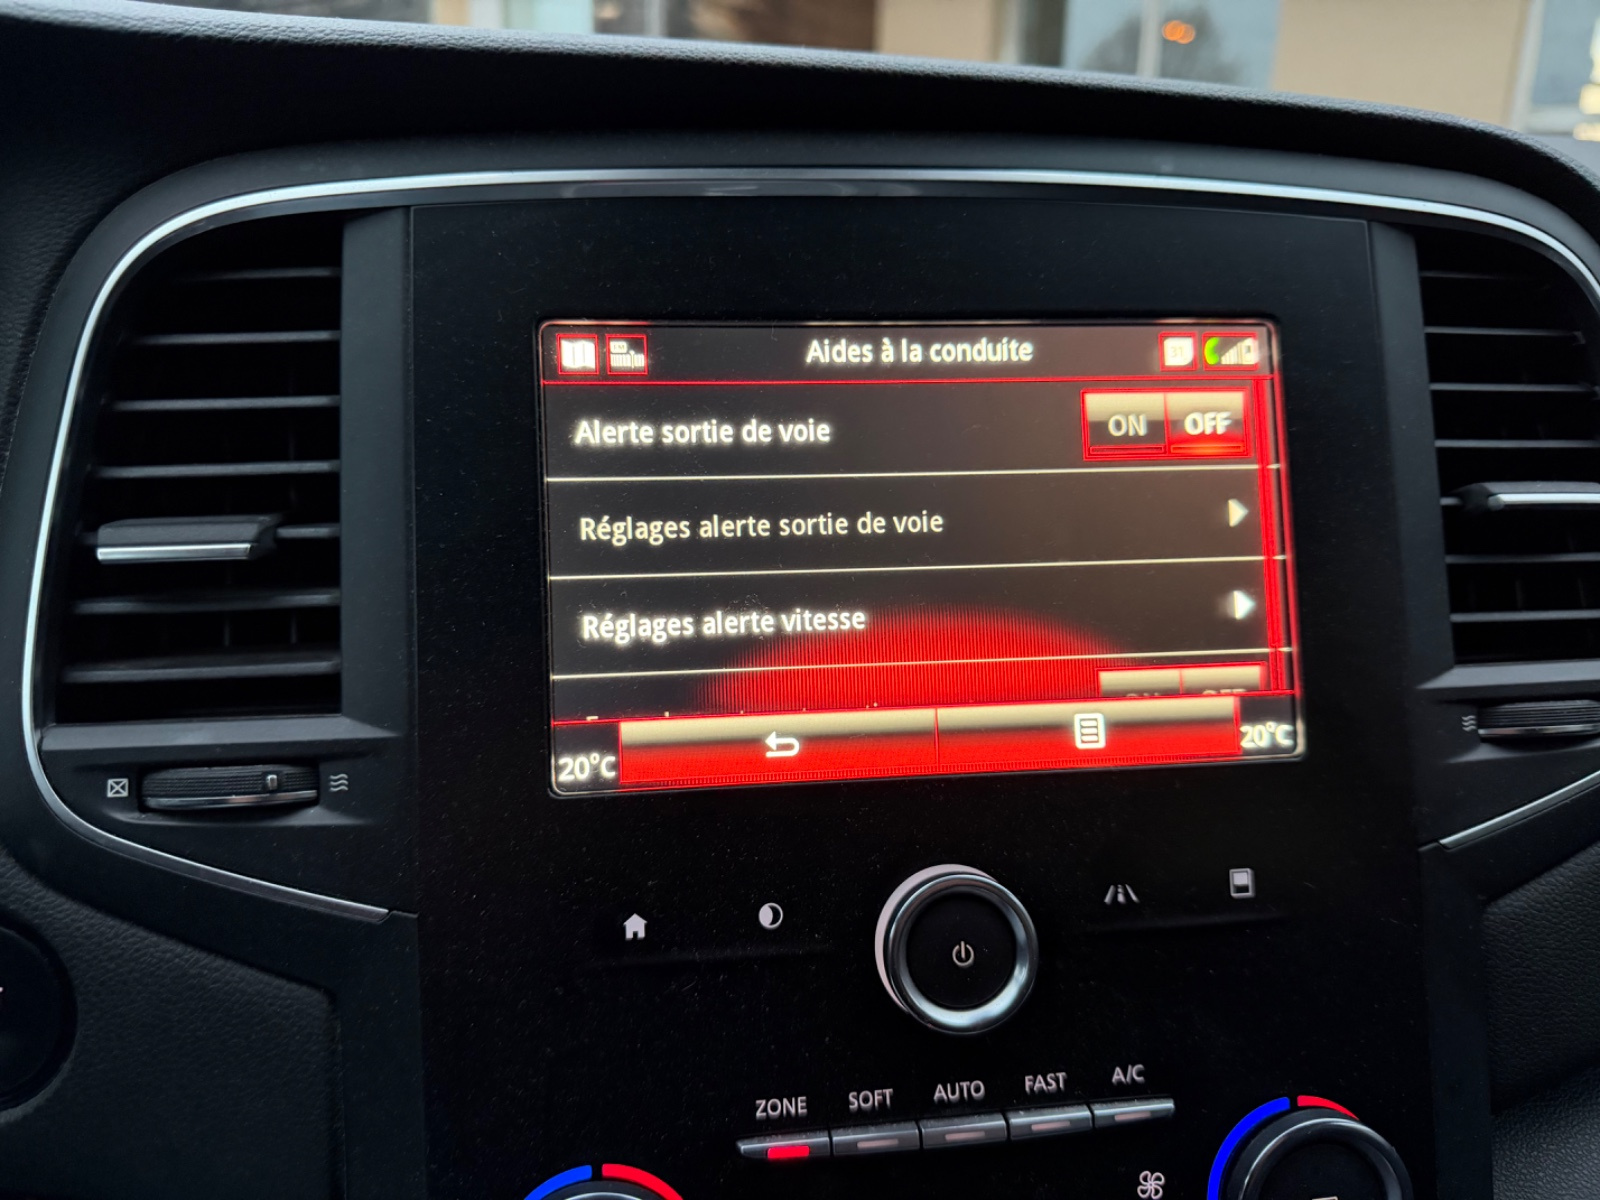 Aides à la conduite
Alerte sortie de voie
ON OFF
Réglages alerte sortie de voie
Réglages alerte vitesse
20°C
20°C
ZONE SOFT AUTO FAST A/C